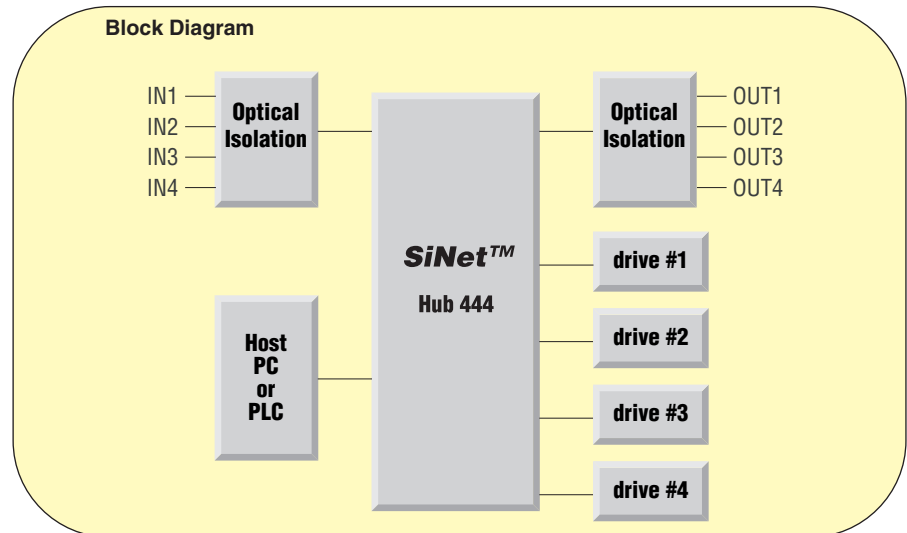 Block Diagram
IN1
IN2
IN3
IN4
Optical
Isolation
Optical
Isolation
OUT1
OUT2
OUT3
OUT4
SiNet™
Hub 444
Host
PC
or
PLC
drive #1
drive #2
drive #3
drive #4